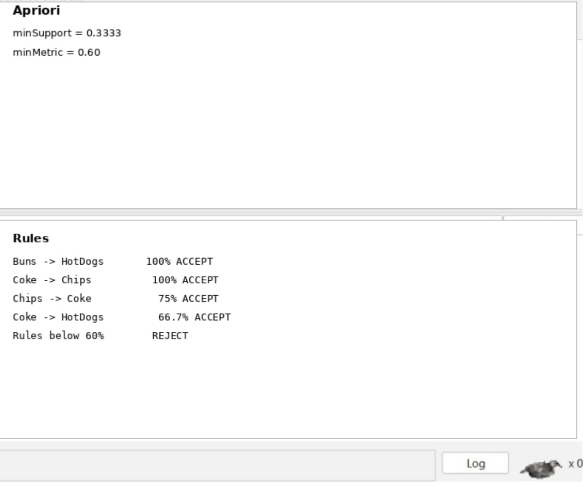 Apriori
minSupport = 0.3333
minMetric = 0.60
Rules
Buns -> HotDogs 100% ACCEPT
Coke -> Chips 100% ACCEPT
Chips -> Coke 75% ACCEPT
Coke -> HotDogs 66.7% ACCEPT
Rules below 60% REJECT
Log
x 0